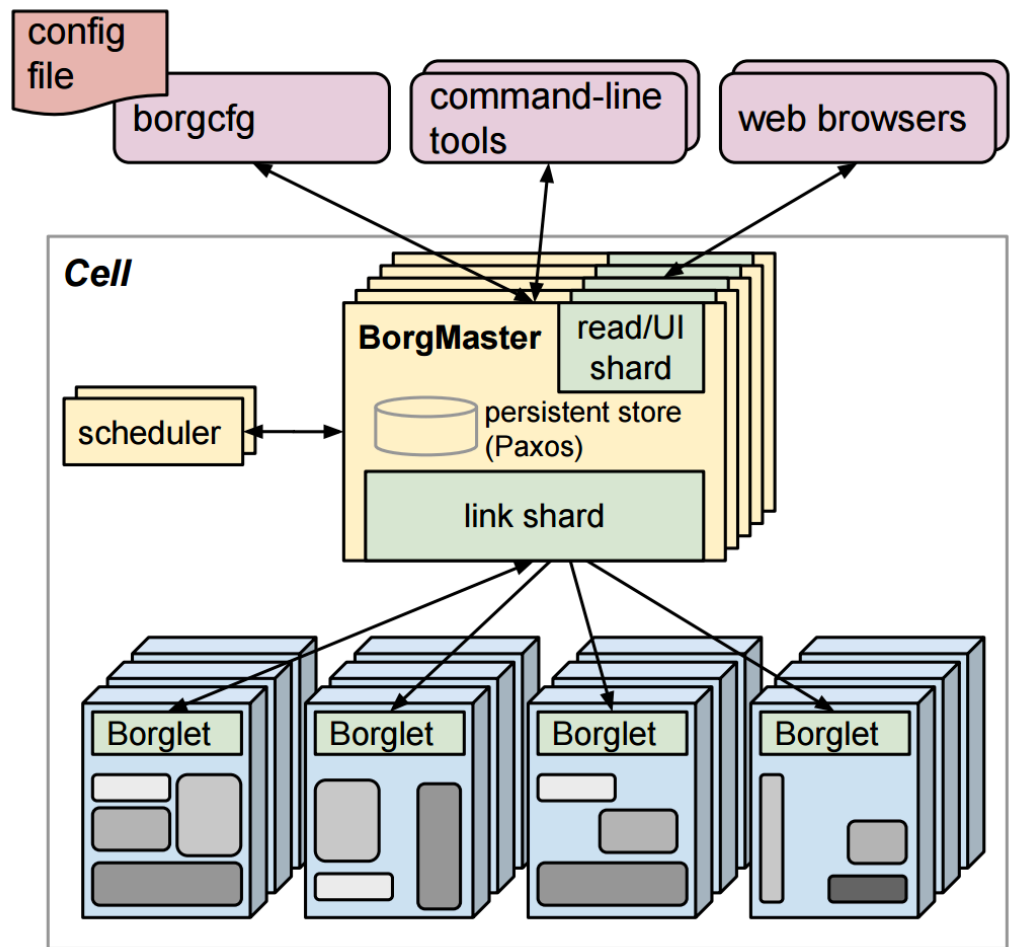 config
file
borgcfg
command-line
tools
web browsers
Cell
BorgMaster
read/UI
shard
scheduler
persistent store
(Paxos)
link shard
Borglet
Borglet
Borglet
Borglet